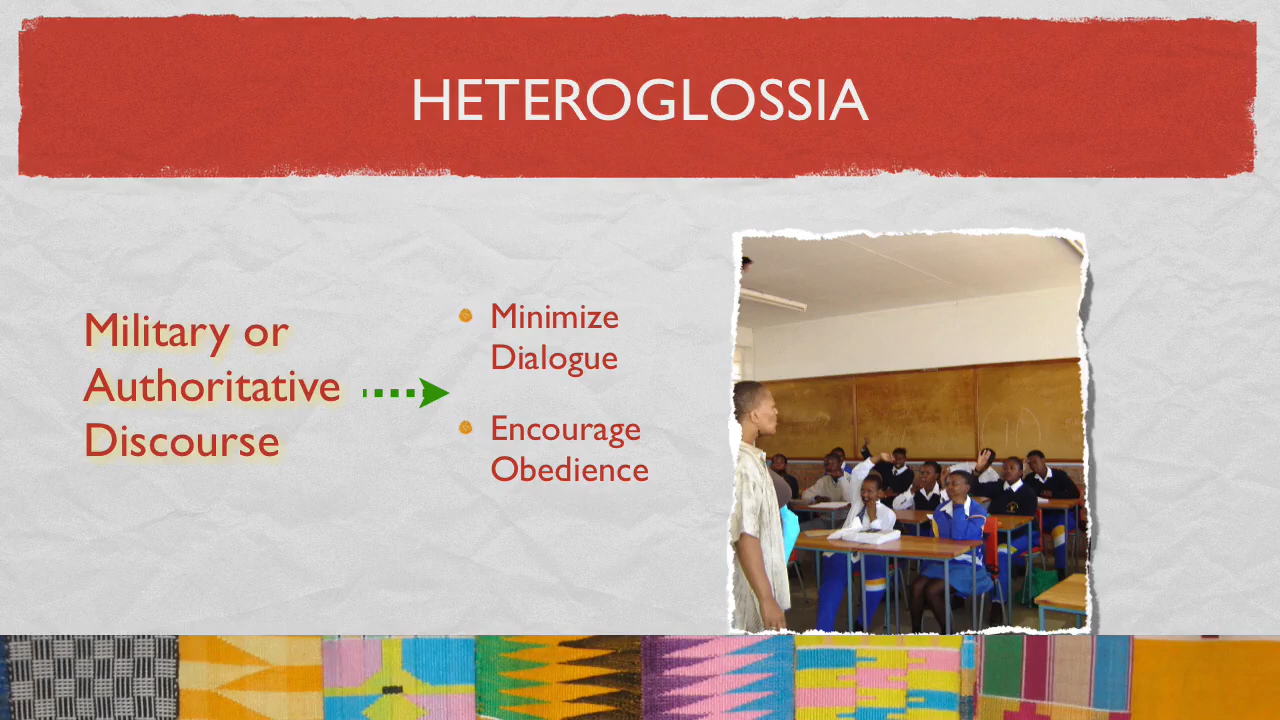 HETEROGLOSSIA
Military or
Authoritative
Discourse
Minimize
Dialogue
Encourage
Obedience